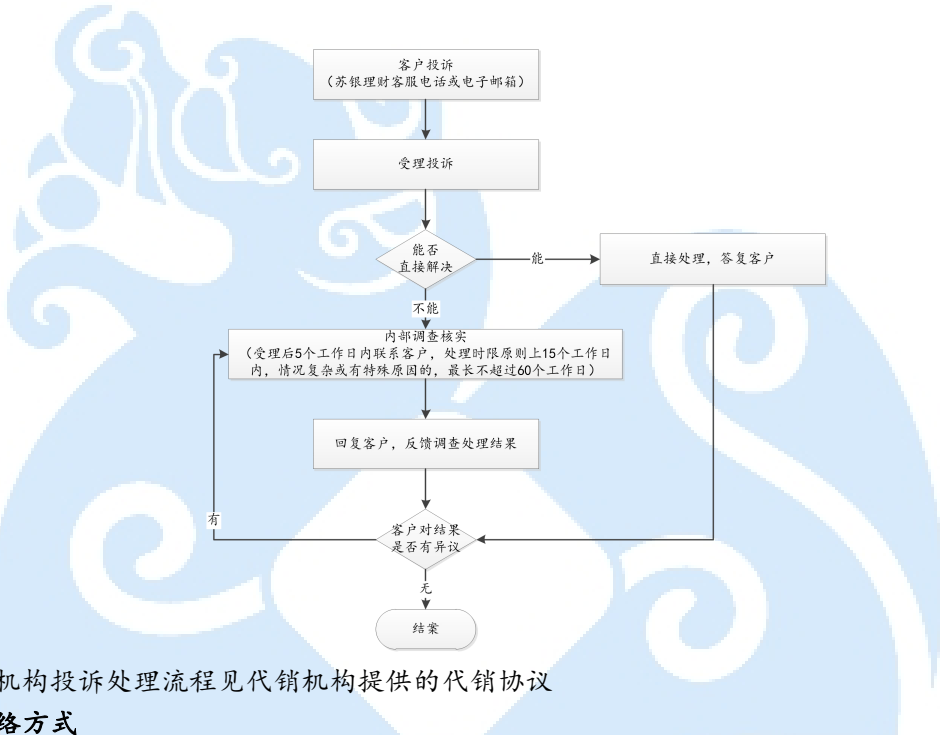 客户投诉
（苏银理财客服电话或电子邮箱）
受理投诉
能否
直接解决
能
直接处理，答复客户
不能
内部调查核实
（受理后5个工作日内联系客户，处理时限原则上15个工作日
内，情况复杂或有特殊原因的，最长不超过60个工作日）
回复客户，反馈调查处理结果
有
客户对结果
是否有异议
无
结案
机构投诉处理流程见代销机构提供的代销协议
络方式